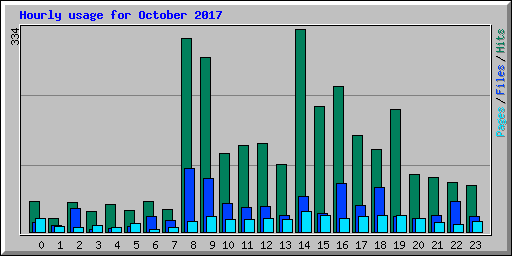 Hourly usage for October 2017
334
Pages/Files/Hits
0 1 2 3 4 5 6 7 8 9 10 11 12 13 14 15 16 17 18 19 20 21 22 23